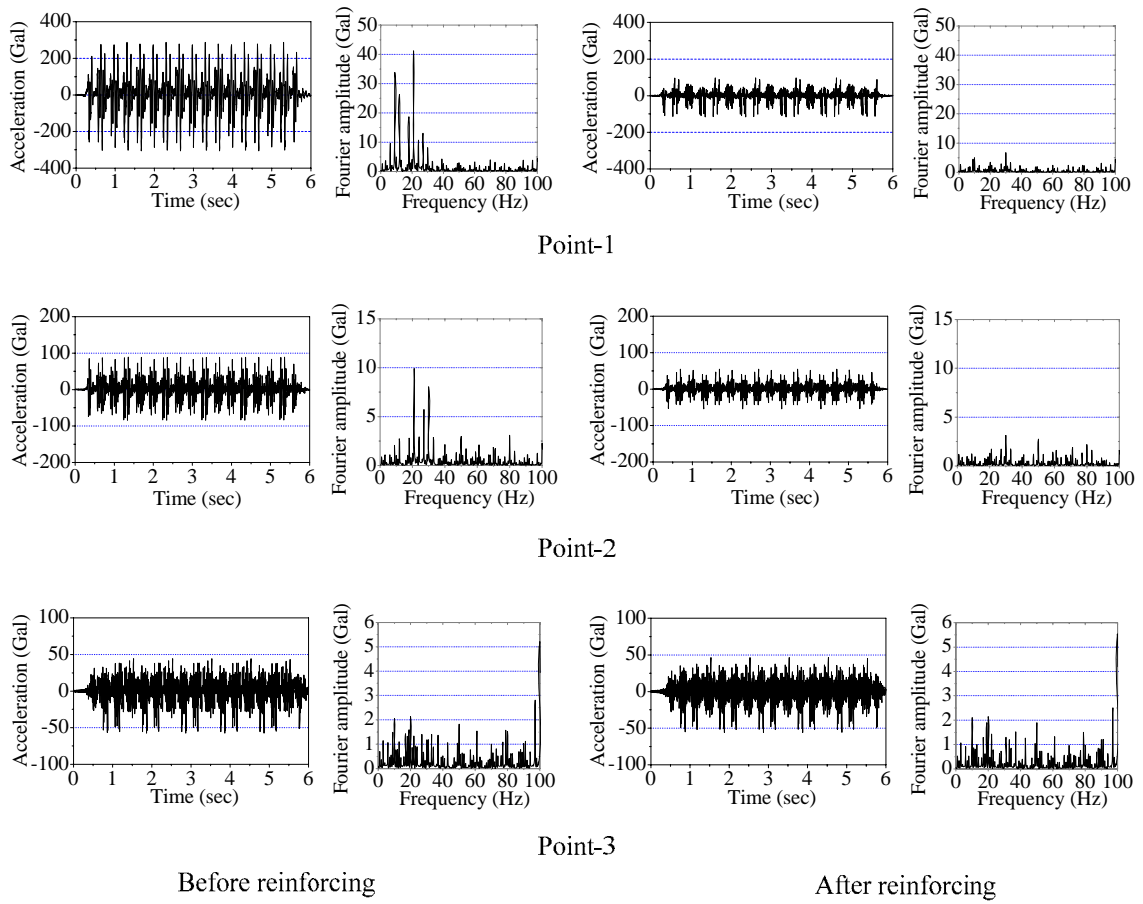 Acceleration (Gal)
400
200
0
-200
-400
0 1 2 3 4 5 6
Time (sec)
Fourier amplitude (Gal)
50
40
30
20
10
0
0 20 40 60 80 100
Frequency (Hz)
Acceleration (Gal)
400
200
0
-200
-400
0 1 2 3 4 5 6
Time (sec)
Fourier amplitude (Gal)
50
40
30
20
10
0
0 20 40 60 80 100
Frequency (Hz)
Point-1
Acceleration (Gal)
200
100
0
-100
-200
0 1 2 3 4 5 6
Time (sec)
Fourier amplitude (Gal)
15
10
5
0
0 20 40 60 80 100
Frequency (Hz)
Acceleration (Gal)
200
100
0
-100
-200
0 1 2 3 4 5 6
Time (sec)
Fourier amplitude (Gal)
15
10
5
0
0 20 40 60 80 100
Frequency (Hz)
Point-2
Acceleration (Gal)
100
50
0
-50
-100
0 1 2 3 4 5 6
Time (sec)
Fourier amplitude (Gal)
6
5
4
3
2
1
0
0 20 40 60 80 100
Frequency (Hz)
Acceleration (Gal)
100
50
0
-50
-100
0 1 2 3 4 5 6
Time (sec)
Fourier amplitude (Gal)
6
5
4
3
2
1
0
0 20 40 60 80 100
Frequency (Hz)
Point-3
Before reinforcing
After reinforcing